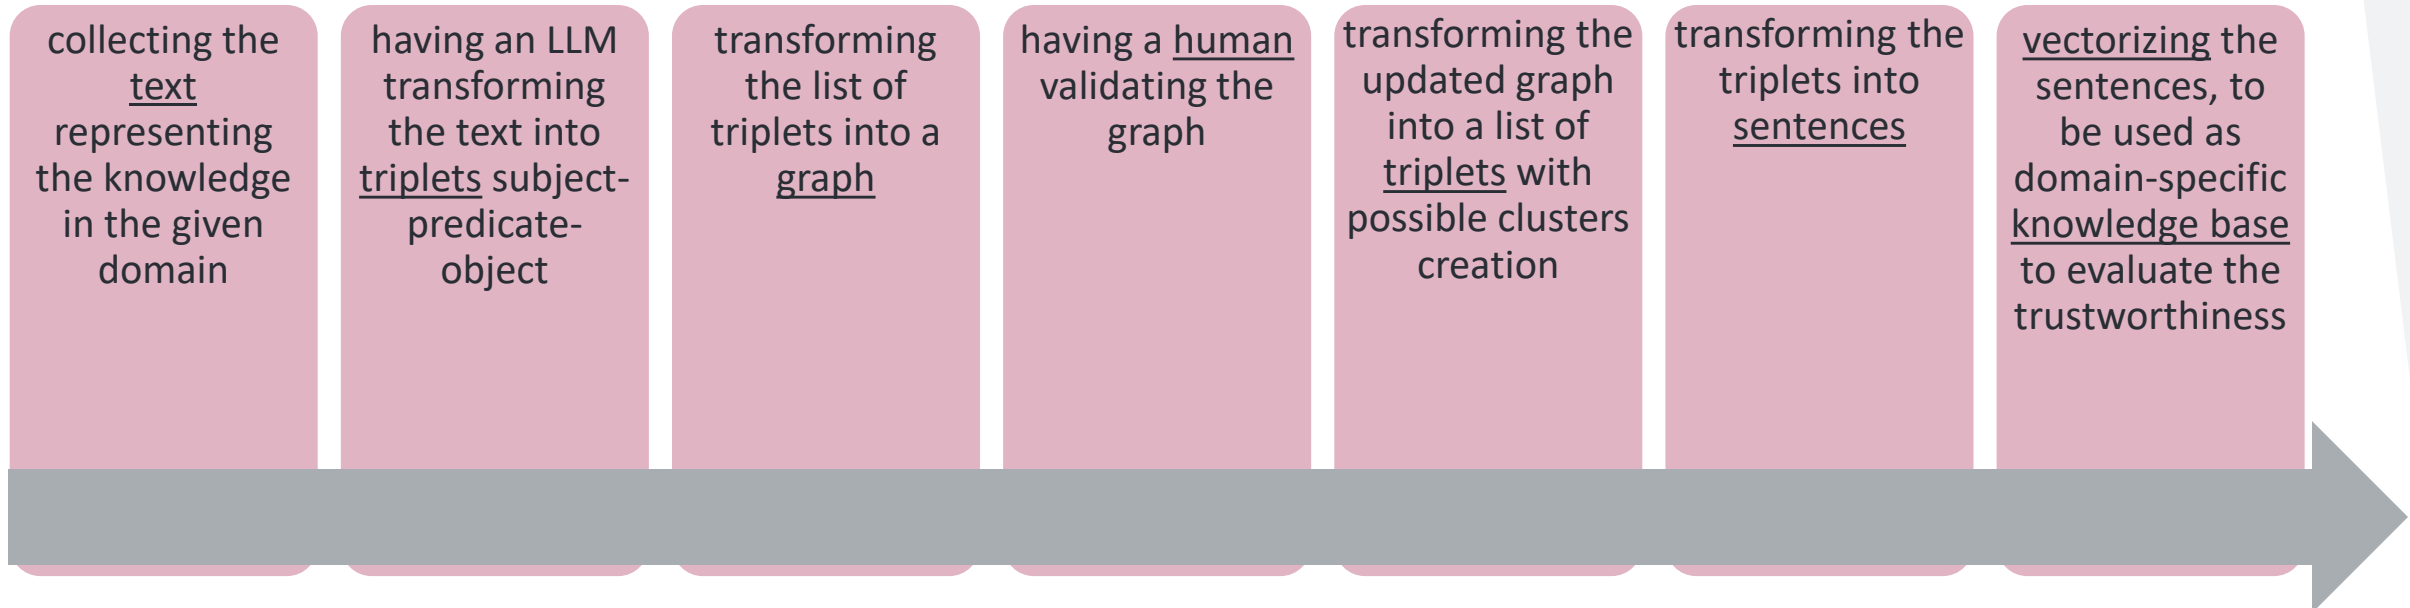 collecting the
text
representing
the knowledge
in the given
domain
having an LLM
transforming
the text into
triplets subject-
predicate-
object
transforming
the list of
triplets into a
graph
having a human
validating the
graph
transforming the
updated graph
into a list of
triplets with
possible clusters
creation
transforming the
triplets into
sentences
vectorizing the
sentences, to
be used as
domain-specific
knowledge base
to evaluate the
trustworthiness